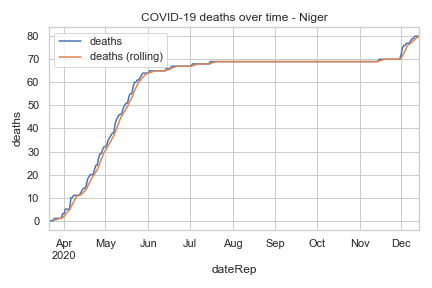 COVID-19 deaths over time - Niger
deaths
deaths (rolling)
80
70
60
50
40
30
20
10
0
deaths
Apr May Jun Jul Aug Sep Oct Nov Dec
2020
dateRep